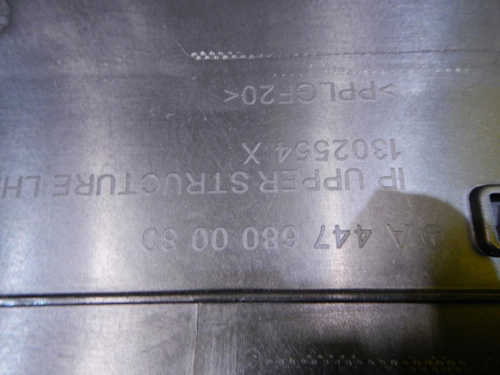 A 447 680 00 80
IP UPPER STRUCTURE LH
1302554 X
>PPLGF20<